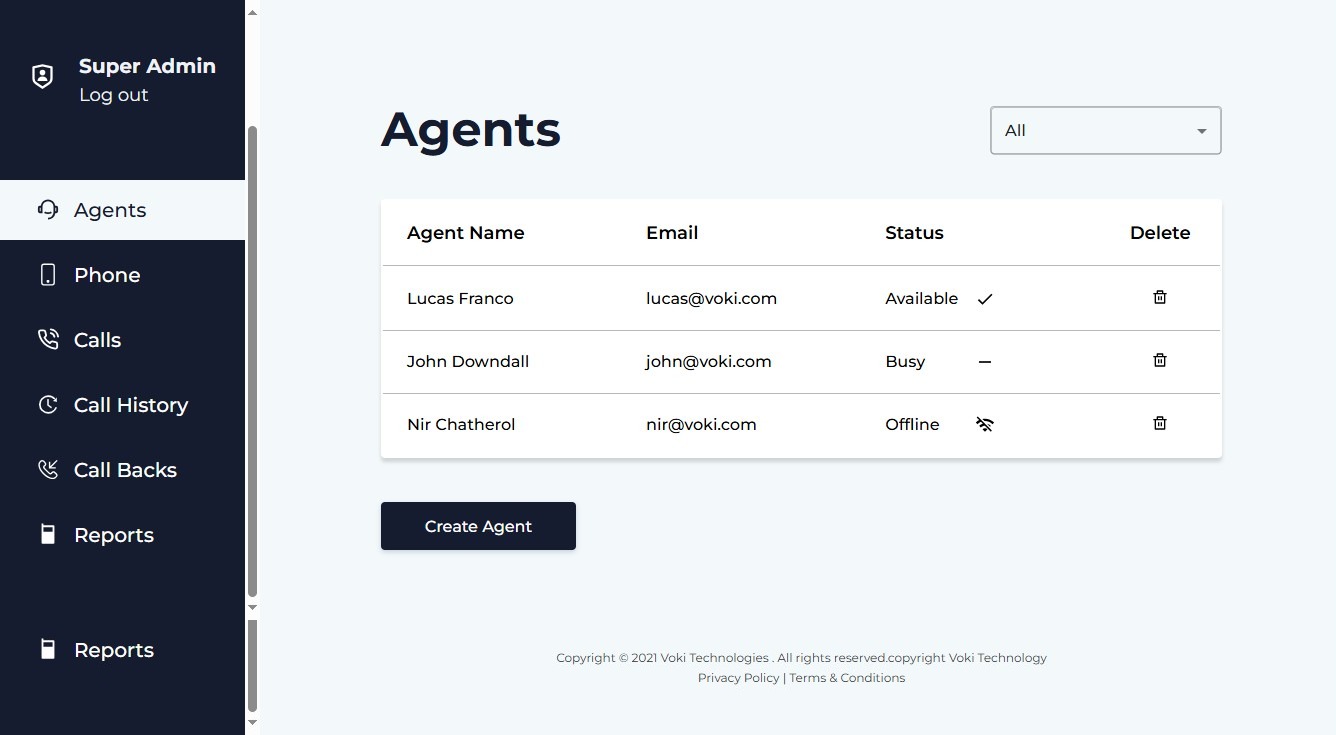 Super Admin
Log out
Agents
Phone
Calls
Call History
Call Backs
Reports
Reports
Agents
All
Agent Name Email Status Delete
Lucas Franco lucas@voki.com Available
John Downdall john@voki.com Busy
Nir Chatherol nir@voki.com Offline
Create Agent
Copyright © 2021 Voki Technologies . All rights reserved.copyright Voki Technology
Privacy Policy | Terms & Conditions